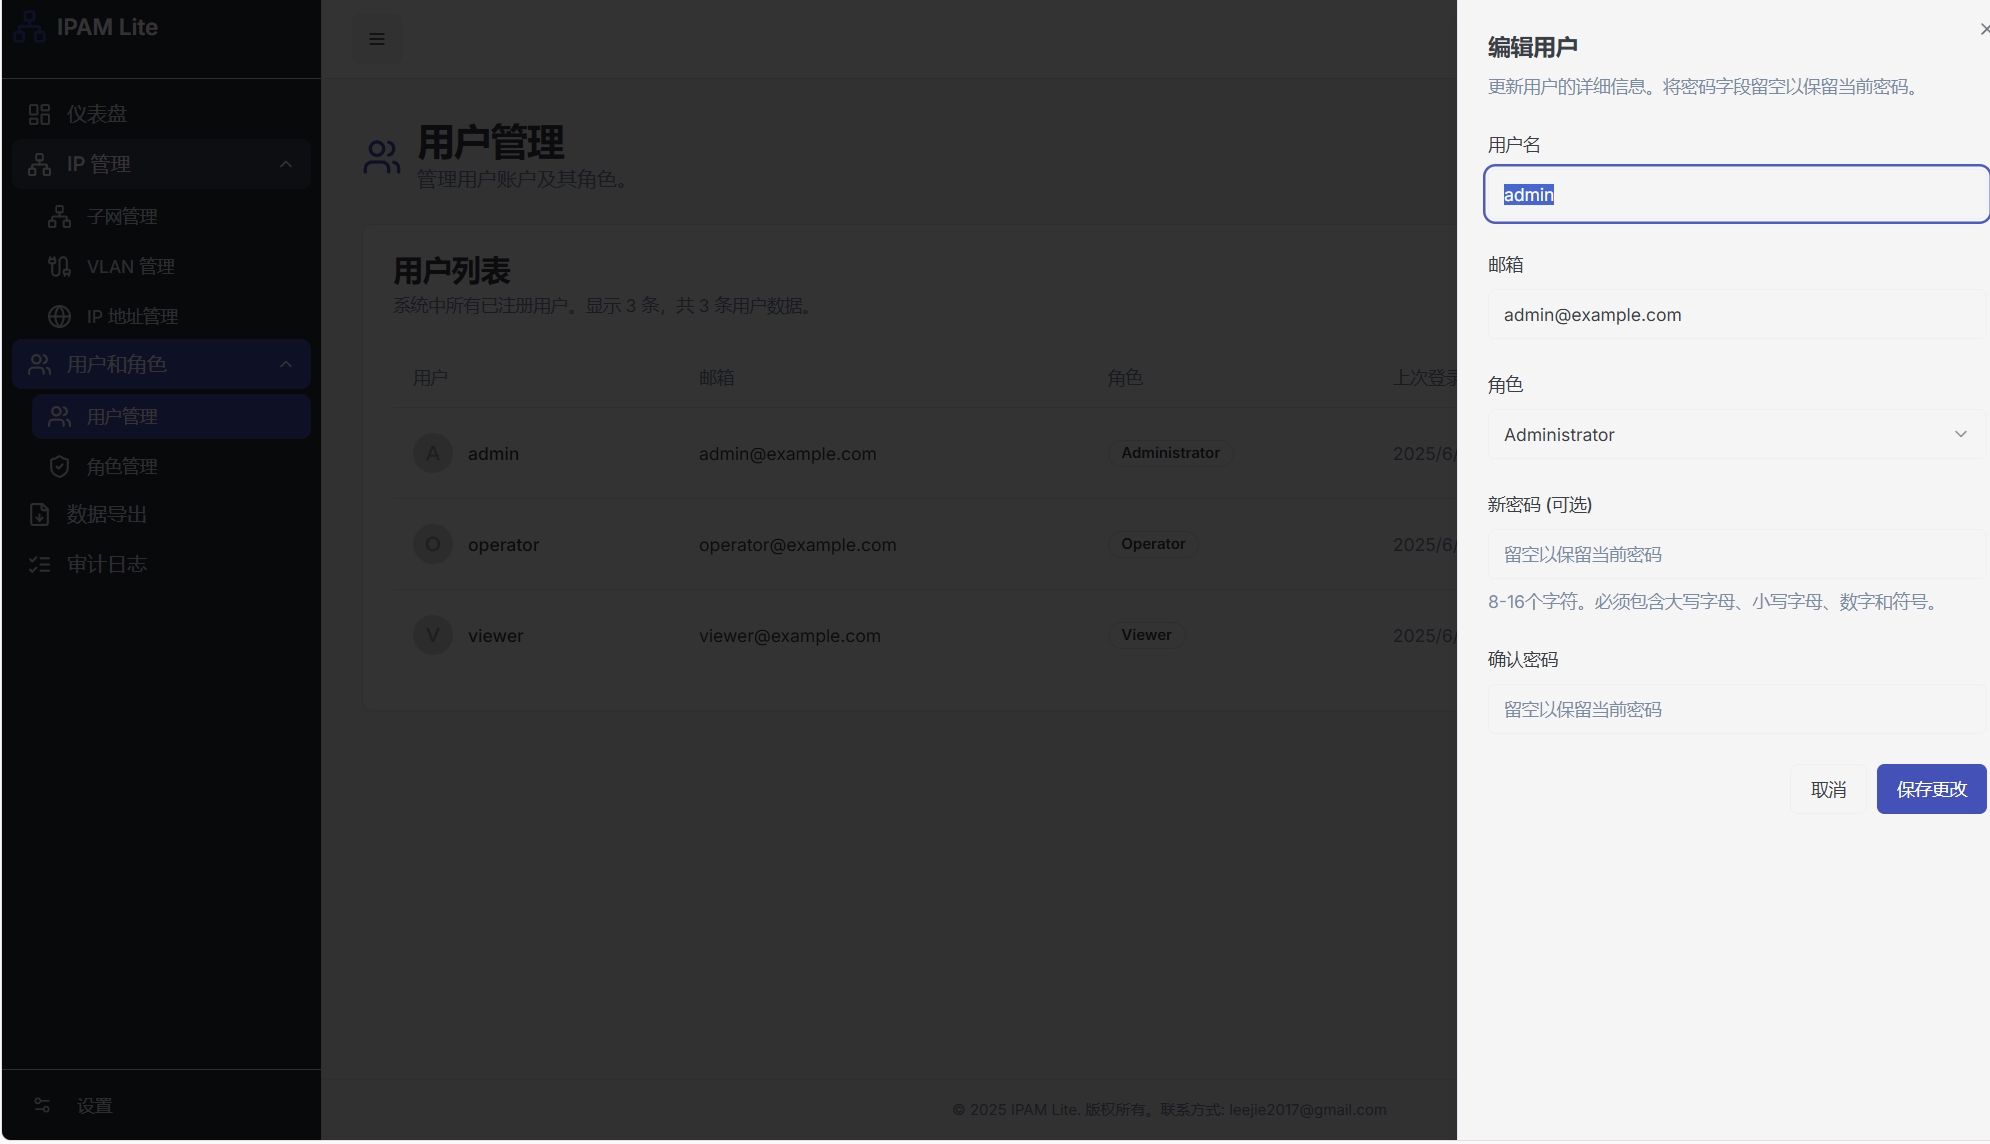 IPAM Lite
仪表盘
IP 管理
子网管理
VLAN 管理
IP 地址管理
用户和角色
用户管理
角色管理
数据导出
审计日志
设置
用户管理
管理用户账户及其角色。
用户列表
系统中所有已注册用户。显示 3 条，共 3 条用户数据。
用户 邮箱 角色 上次登录
A admin admin@example.com Administrator 2025/6/
O operator operator@example.com Operator 2025/6/
V viewer viewer@example.com Viewer 2025/6/
© 2025 IPAM Lite. 版权所有。联系方式: leejie2017@gmail.com
编辑用户
更新用户的详细信息。将密码字段留空以保留当前密码。
用户名
admin
邮箱
admin@example.com
角色
Administrator
新密码 (可选)
留空以保留当前密码
8-16个字符。必须包含大写字母、小写字母、数字和符号。
确认密码
留空以保留当前密码
取消 保存更改